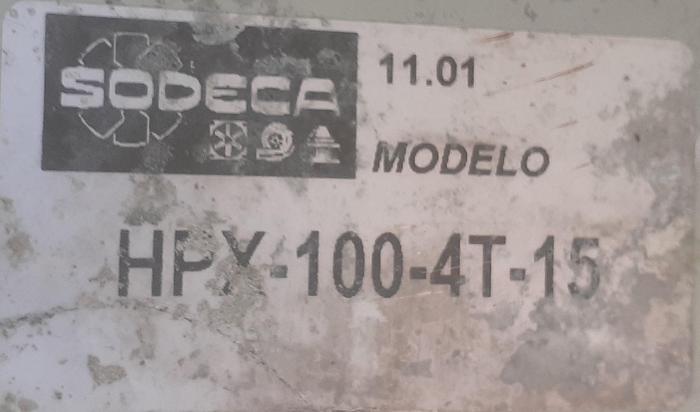 SODECA
11.01
MODELO
HPX-100-4T-15